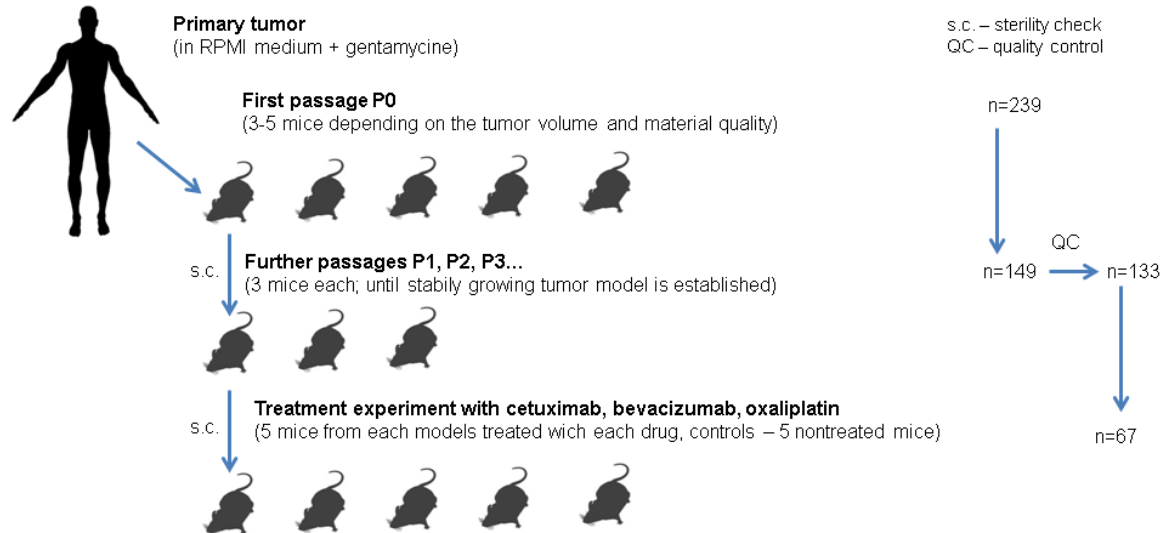 Primary tumor
(in RPMI medium + gentamycine)
s.c. – sterility check
QC – quality control
First passage P0
(3-5 mice depending on the tumor volume and material quality)
n=239
s.c.
Further passages P1, P2, P3...
(3 mice each; until stabily growing tumor model is established)
QC
n=149
n=133
s.c.
Treatment experiment with cetuximab, bevacizumab, oxaliplatin
(5 mice from each models treated wich each drug, controls – 5 nontreated mice)
n=67